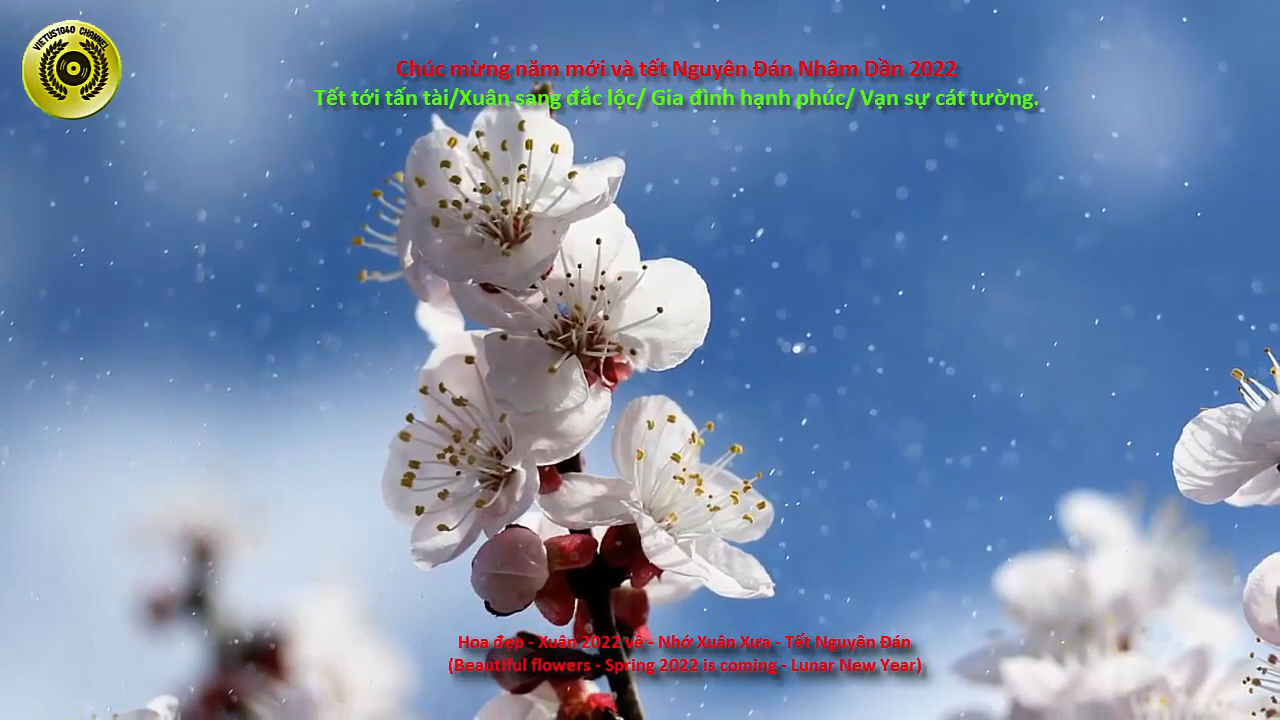 VIETUS1040 CHANNEL
Chúc mừng năm mới và tết Nguyên Đán Nhâm Dần 2022
Tết tới tấn tài/Xuân sang đắc lộc/ Gia đình hạnh phúc/ Vạn sự cát tường.
Hoa đẹp - Xuân 2022 về - Nhớ Xuân Xưa - Tết Nguyên Đán
(Beautiful flowers - Spring 2022 is coming - Lunar New Year)